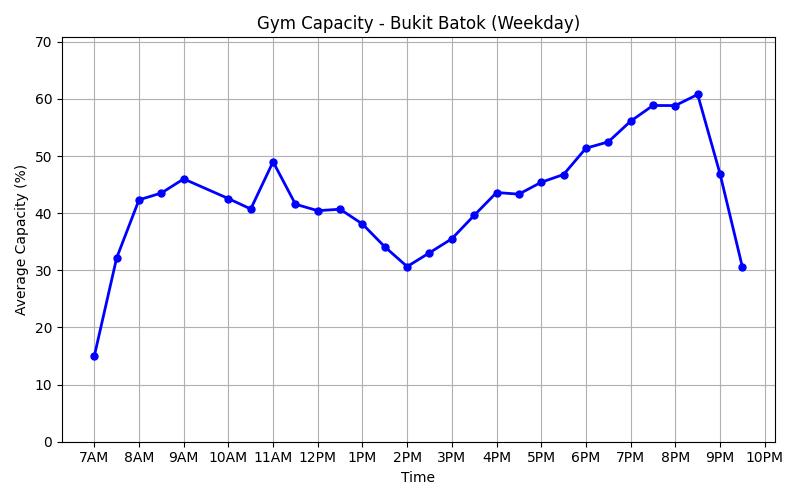 Gym Capacity - Bukit Batok (Weekday)
70
60
50
40
30
20
10
0
Average Capacity (%)
7AM 8AM 9AM 10AM 11AM 12PM 1PM 2PM 3PM 4PM 5PM 6PM 7PM 8PM 9PM 10PM
Time